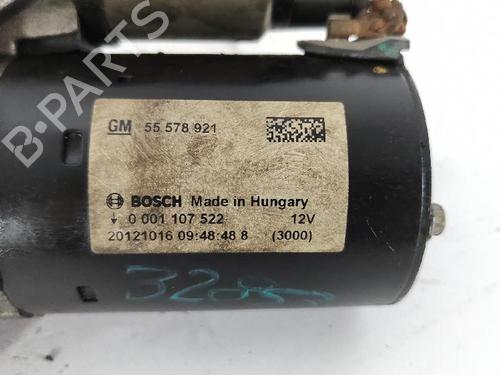 B-PARTS
GM 55 578 921
BOSCH Made in Hungary
0 001 107 522 12V
20121016 09:48:48 8 (3000)